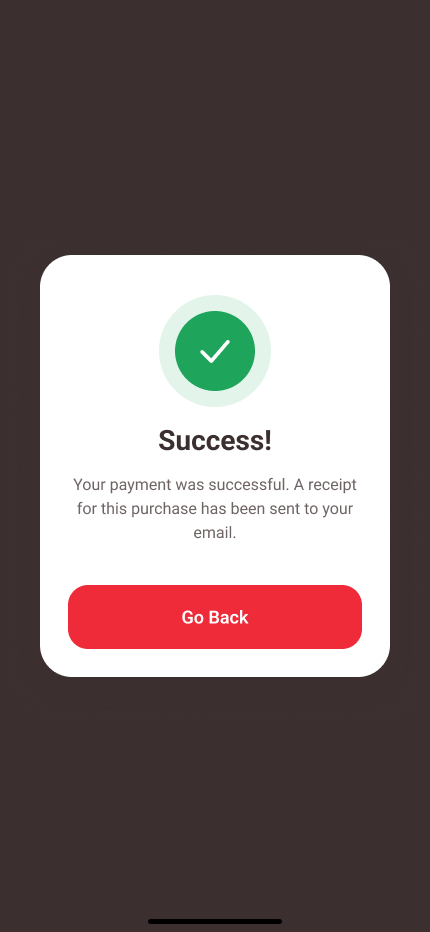 Success!
Your payment was successful. A receipt
for this purchase has been sent to your
email.
Go Back